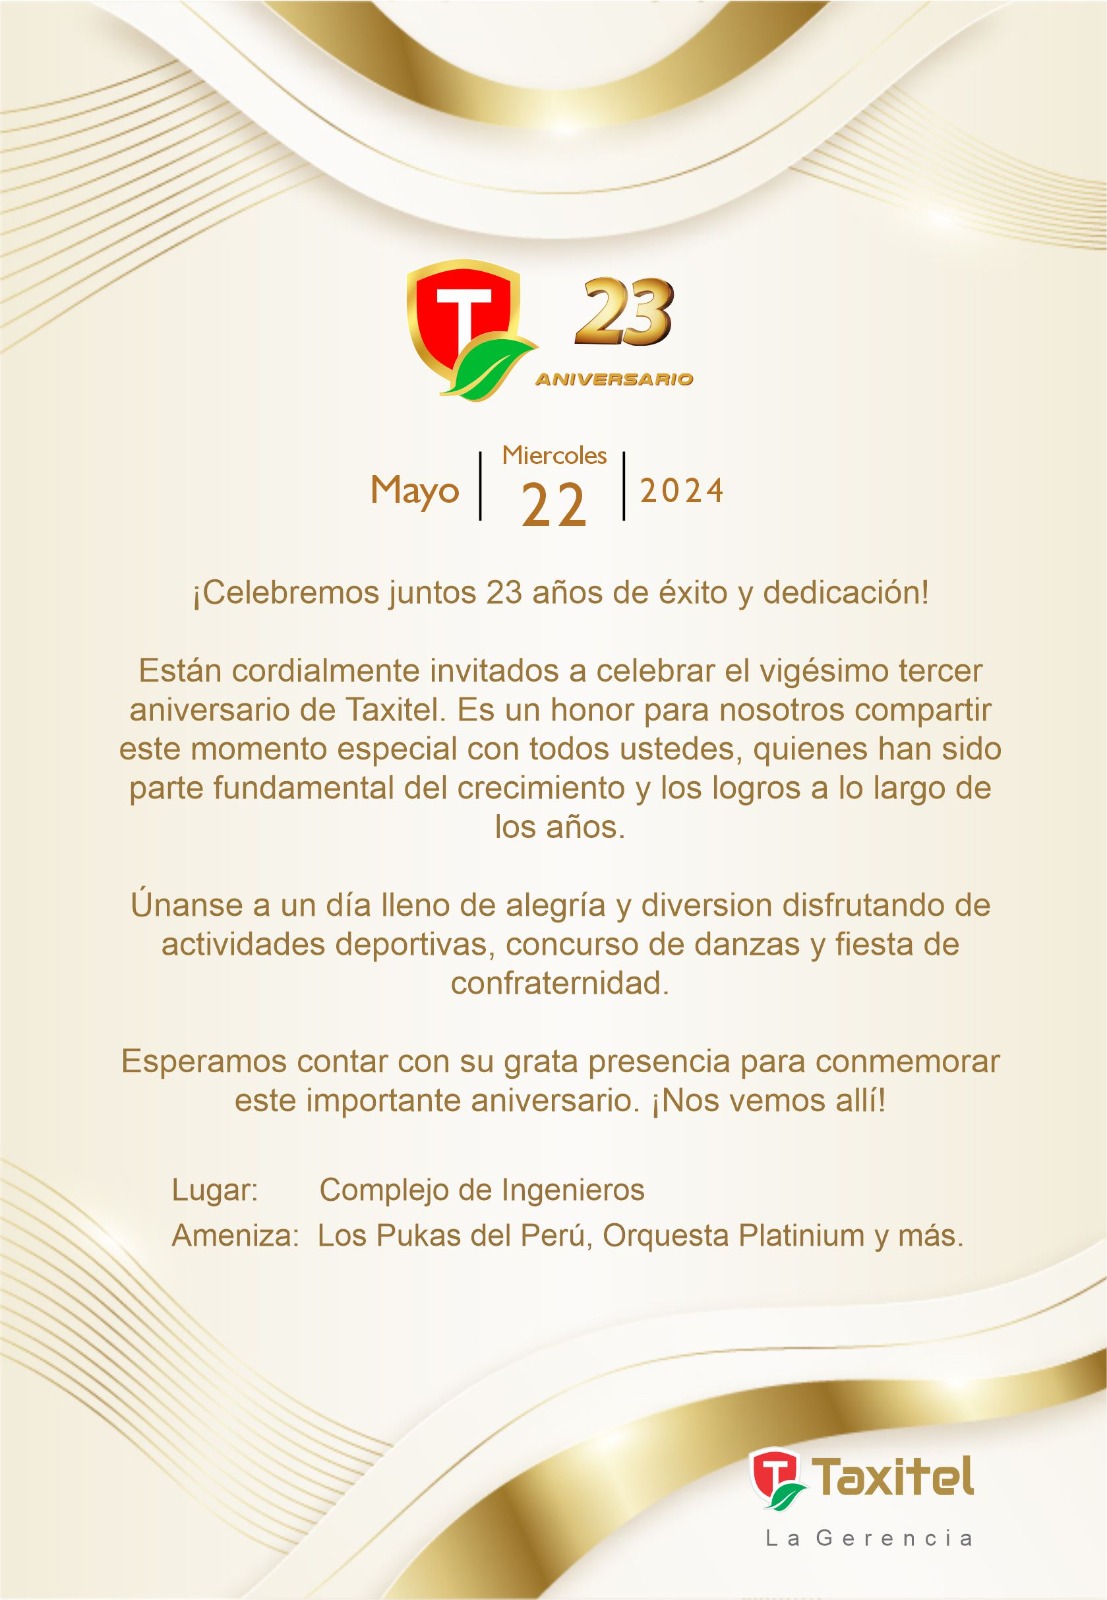 T
23
ANIVERSARIO
Mayo
Miercoles
22
2024
¡Celebremos juntos 23 años de éxito y dedicación!
Están cordialmente invitados a celebrar el vigésimo tercer
aniversario de Taxitel. Es un honor para nosotros compartir
este momento especial con todos ustedes, quienes han sido
parte fundamental del crecimiento y los logros a lo largo de
los años.
Únanse a un día lleno de alegría y diversion disfrutando de
actividades deportivas, concurso de danzas y fiesta de
confraternidad.
Esperamos contar con su grata presencia para conmemorar
este importante aniversario. ¡Nos vemos allí!
Lugar: Complejo de Ingenieros
Ameniza: Los Pukas del Perú, Orquesta Platinium y más.
T Taxitel
La Gerencia